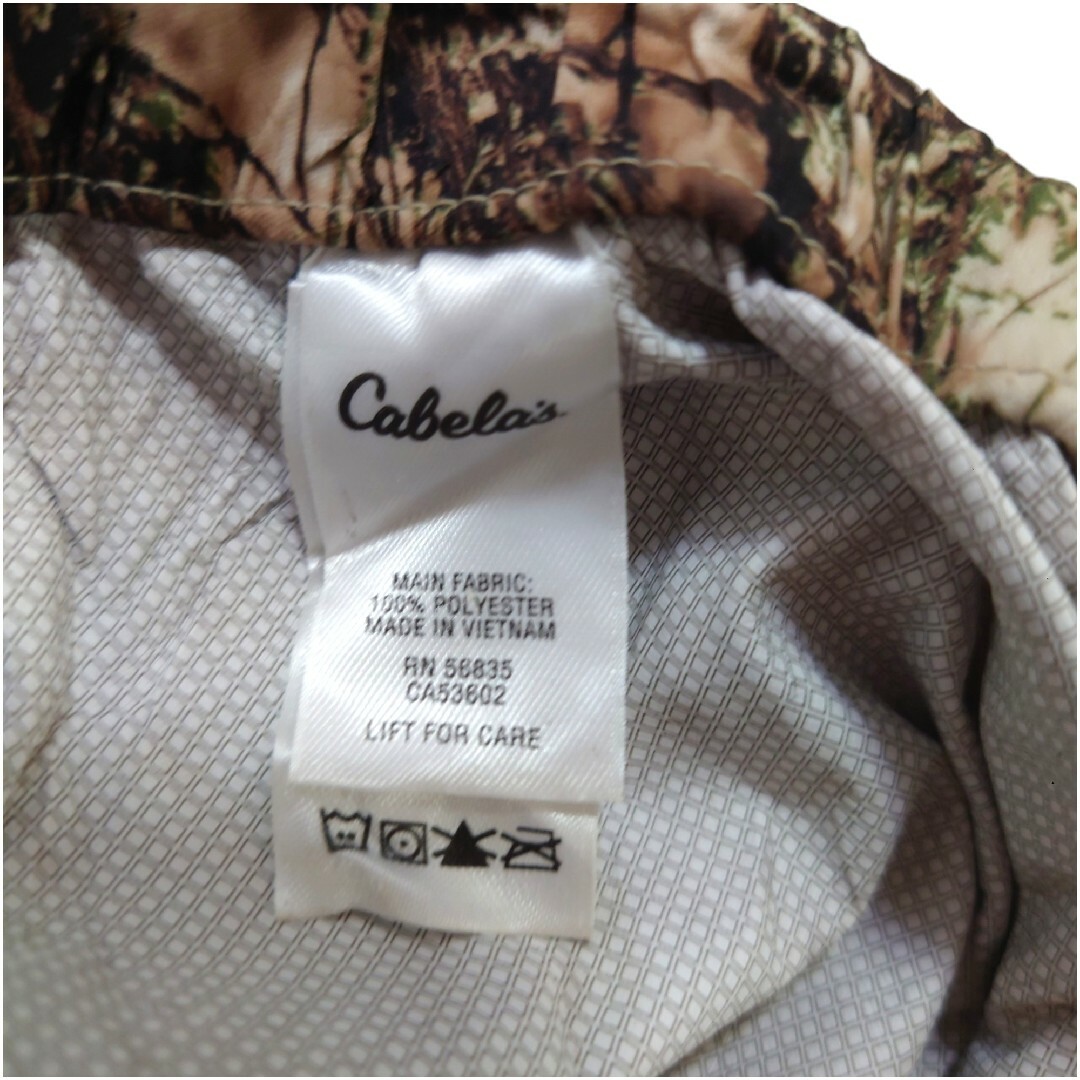 Cabela's
MAIN FABRIC:
100% POLYESTER
MADE IN VIETNAM
RN 56835
CA53602
LIFT FOR CARE